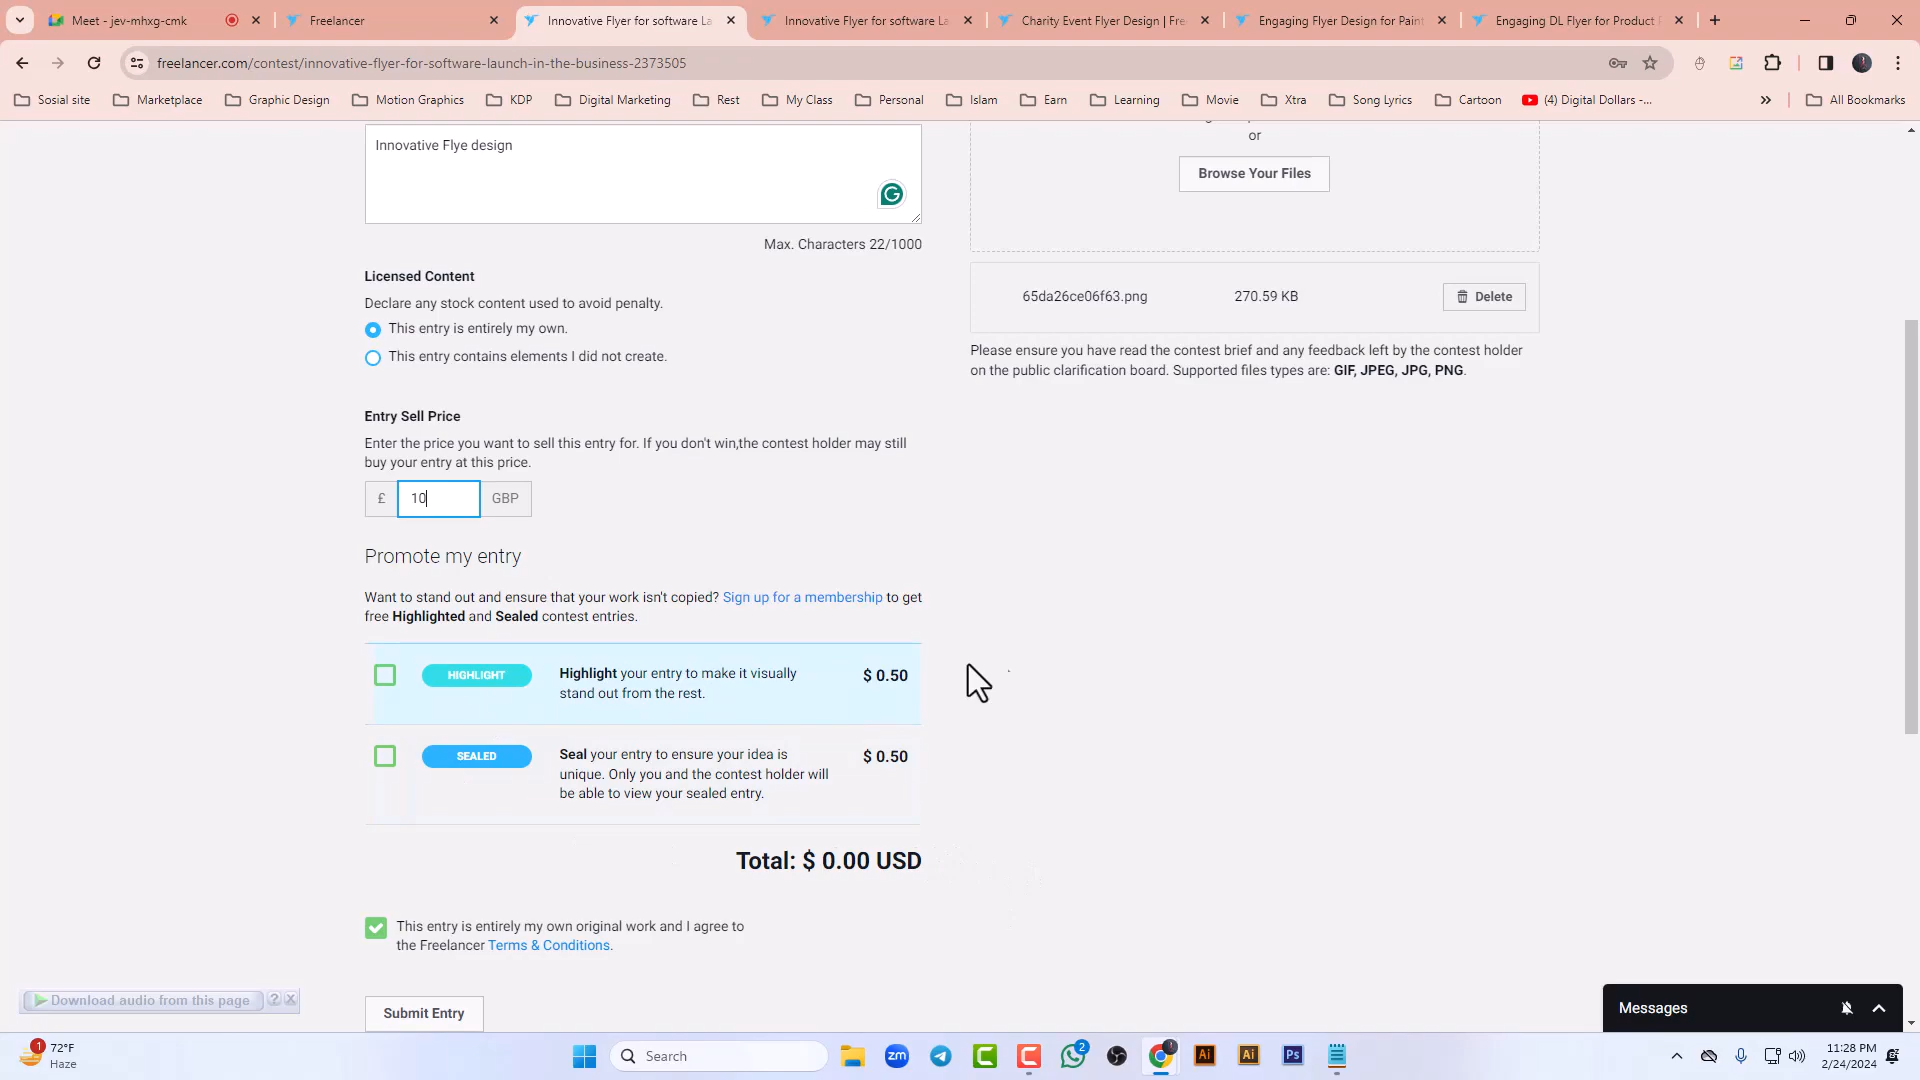 Meet - jev-mhxg-cmk
Freelancer
Innovative Flyer for software La
Innovative Flyer for software La
Charity Event Flyer Design | Fre
Engaging Flyer Design for Paint
Engaging DL Flyer for Product
freelancer.com/contest/innovative-flyer-for-software-launch-in-the-business-2373505
Sosial site
Marketplace
Graphic Design
Motion Graphics
KDP
Digital Marketing
Rest
My Class
Personal
Islam
Earn
Learning
Movie
Xtra
Song Lyrics
Cartoon
(4) Digital Dollars -...
»
All Bookmarks
or
Innovative Flye design
Browse Your Files
Max. Characters 22/1000
Licensed Content
Declare any stock content used to avoid penalty.
This entry is entirely my own.
This entry contains elements I did not create.
65da26ce06f63.png
270.59 KB
Delete
Please ensure you have read the contest brief and any feedback left by the contest holder
on the public clarification board. Supported files types are: GIF, JPEG, JPG, PNG.
Entry Sell Price
Enter the price you want to sell this entry for. If you don't win,the contest holder may still
buy your entry at this price.
£ 10 GBP
Promote my entry
Want to stand out and ensure that your work isn't copied? Sign up for a membership to get
free Highlighted and Sealed contest entries.
HIGHLIGHT
Highlight your entry to make it visually
stand out from the rest.
$ 0.50
SEALED
Seal your entry to ensure your idea is
unique. Only you and the contest holder will
be able to view your sealed entry.
$ 0.50
Total: $ 0.00 USD
This entry is entirely my own original work and I agree to
the Freelancer Terms & Conditions.
Submit Entry
Download audio from this page
? X
Messages
1
72°F
Haze
Search
zm
2
Ai
Ai
Ps
11:28 PM
2/24/2024